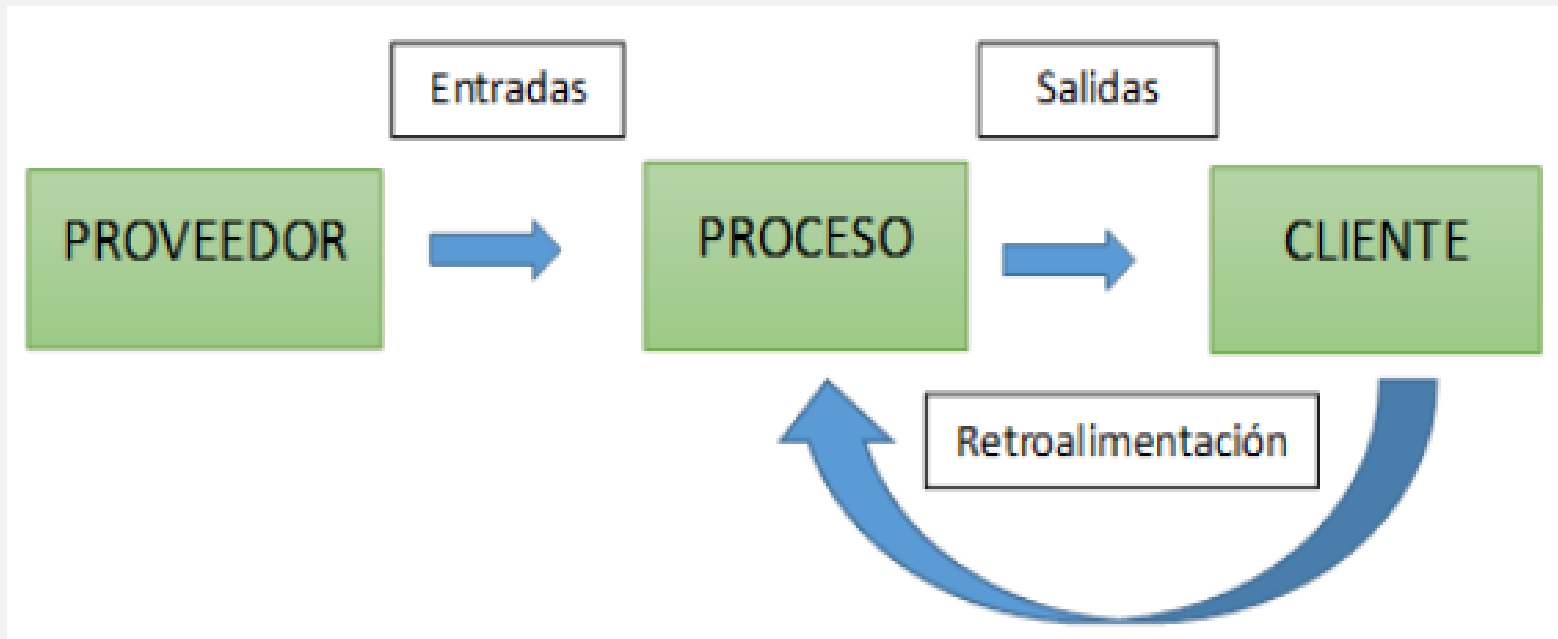 Entradas
Salidas
PROVEEDOR
PROCESO
CLIENTE
Retroalimentación